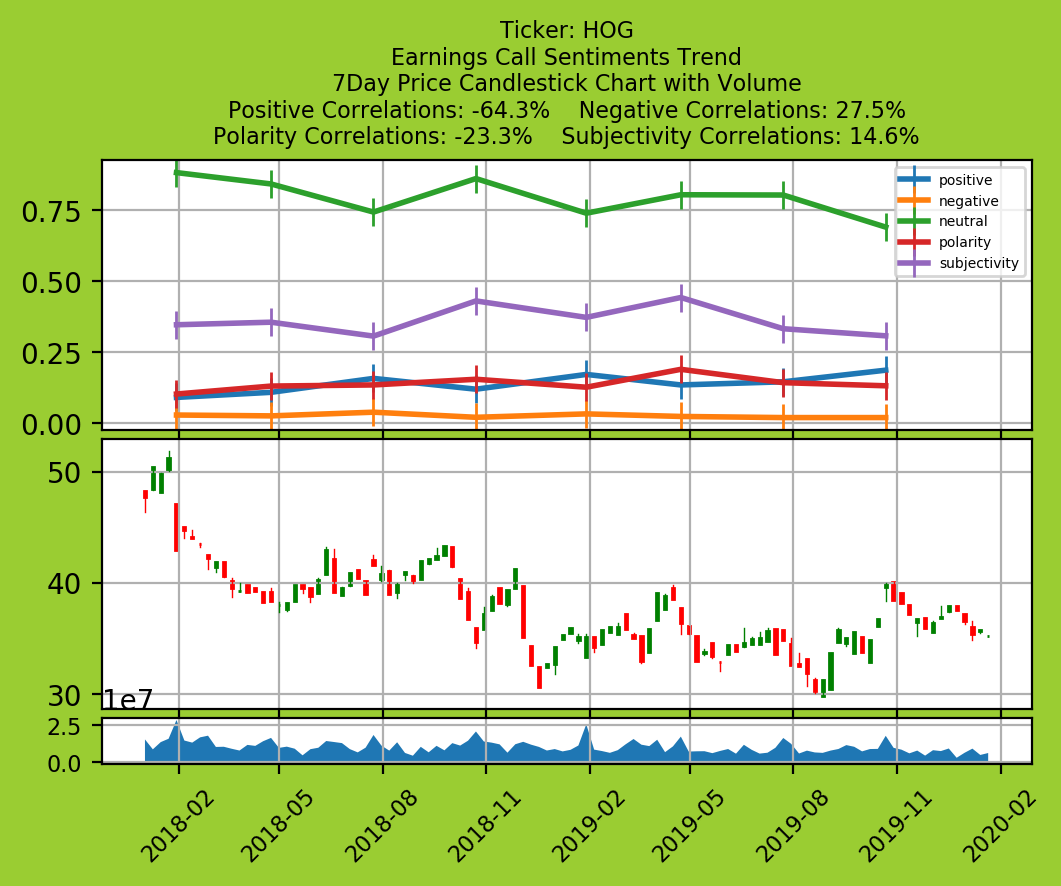 Ticker: HOG
Earnings Call Sentiments Trend
7Day Price Candlestick Chart with Volume
Positive Correlations: -64.3% Negative Correlations: 27.5%
Polarity Correlations: -23.3% Subjectivity Correlations: 14.6%
0.75
0.50
0.25
0.00
positive
negative
neutral
polarity
subjectivity
50
40
30
1e7
2.5
0.0
2018-02
2018-05
2018-08
2018-11
2019-02
2019-05
2019-08
2019-11
2020-02